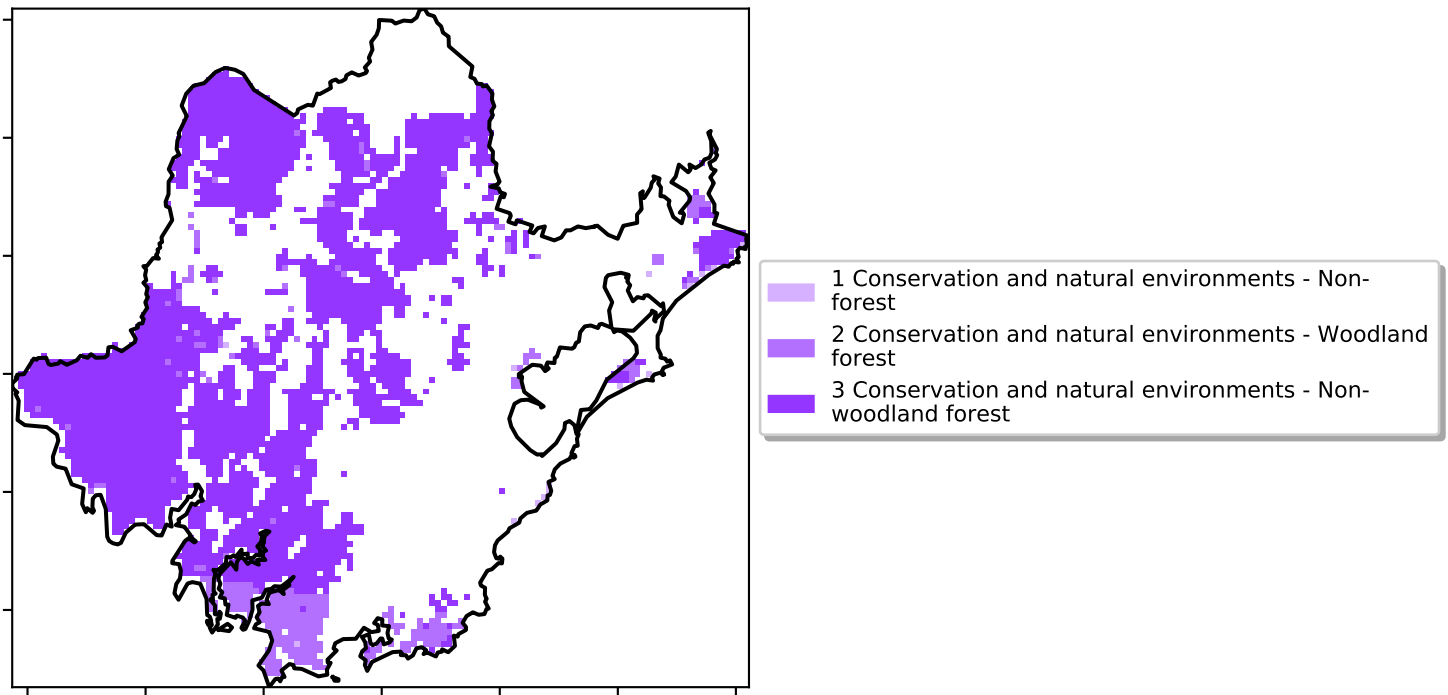 1 Conservation and natural environments - Non-
forest
2 Conservation and natural environments - Woodland
forest
3 Conservation and natural environments - Non-
woodland forest